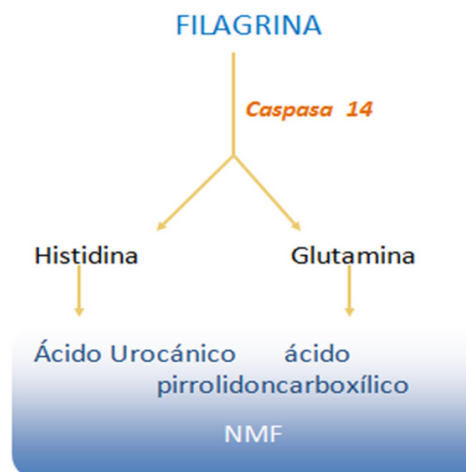 FILAGRINA
Caspasa 14
Histidina Glutamina
Ácido Urocánico ácido
pirrolidoncarboxílico
NMF